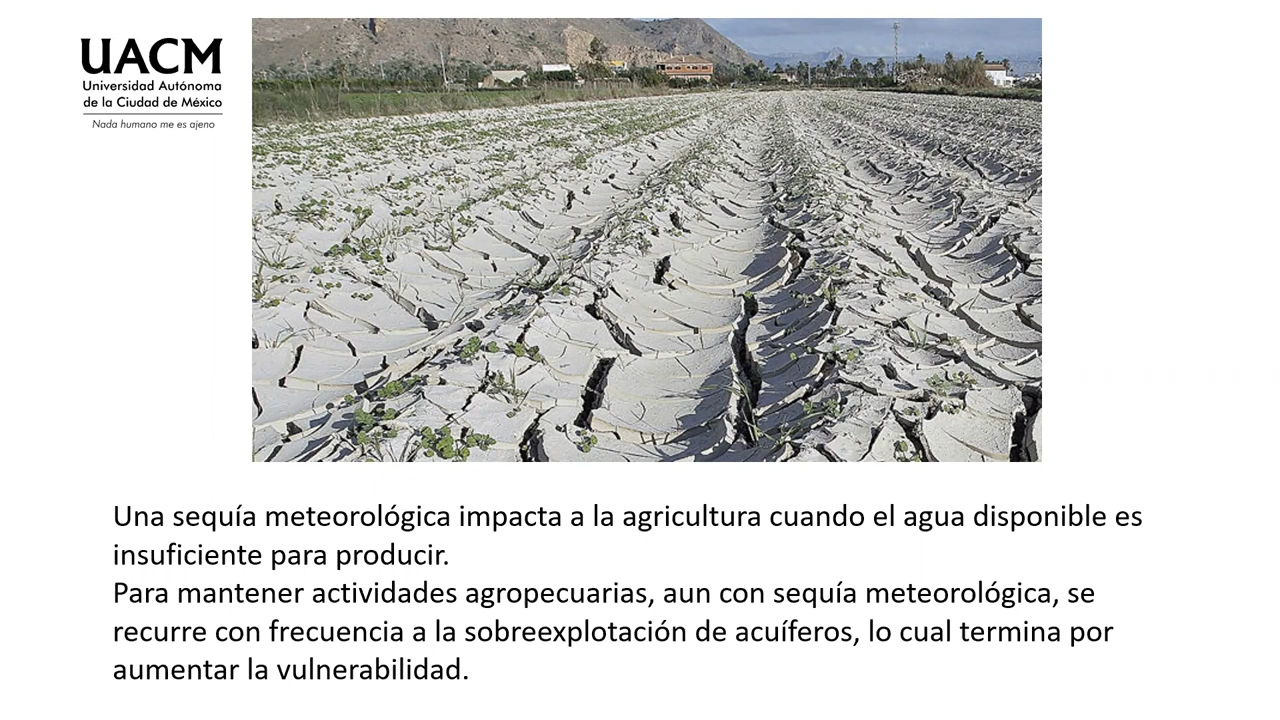 UACM
Universidad Autónoma
de la Ciudad de México
Nada humano me es ajeno
Una sequía meteorológica impacta a la agricultura cuando el agua disponible es
insuficiente para producir.
Para mantener actividades agropecuarias, aun con sequía meteorológica, se
recurre con frecuencia a la sobreexplotación de acuíferos, lo cual termina por
aumentar la vulnerabilidad.